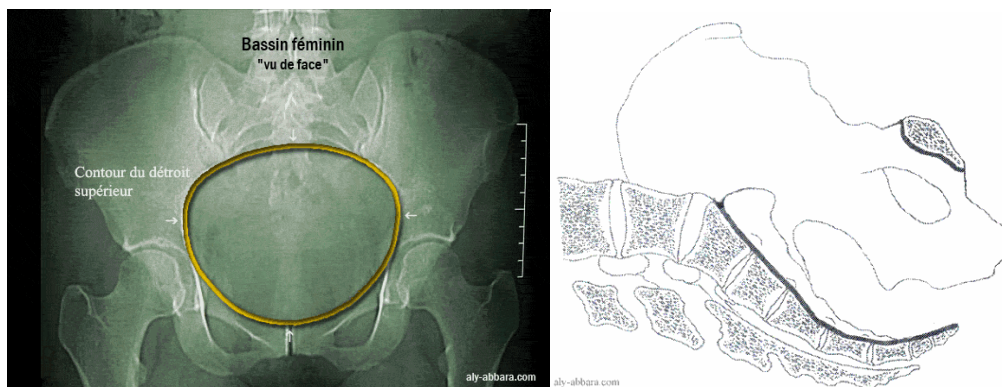 Bassin féminin
"vu de face"
Contour du détroit
supérieur
aly-abbara.com
aly-abbara.com